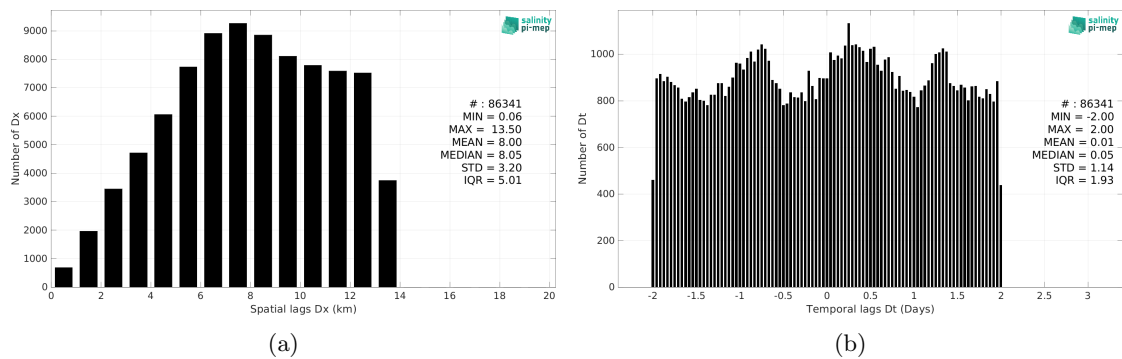 salinity
pi-mep
Number of Dx
9000
8000
7000
6000
5000
4000
3000
2000
1000
0
# : 86341
MIN = 0.06
MAX = 13.50
MEAN = 8.00
MEDIAN = 8.05
STD = 3.20
IQR = 5.01
0 2 4 6 8 10 12 14 16 18 20
Spatial lags Dx (km)
(a)
salinity
pi-mep
Number of Dt
1000
800
600
400
200
0
# : 86341
MIN = -2.00
MAX = 2.00
MEAN = 0.01
MEDIAN = 0.05
STD = 1.14
IQR = 1.93
-2 -1.5 -1 -0.5 0 0.5 1 1.5 2 2.5 3
Temporal lags Dt (Days)
(b)